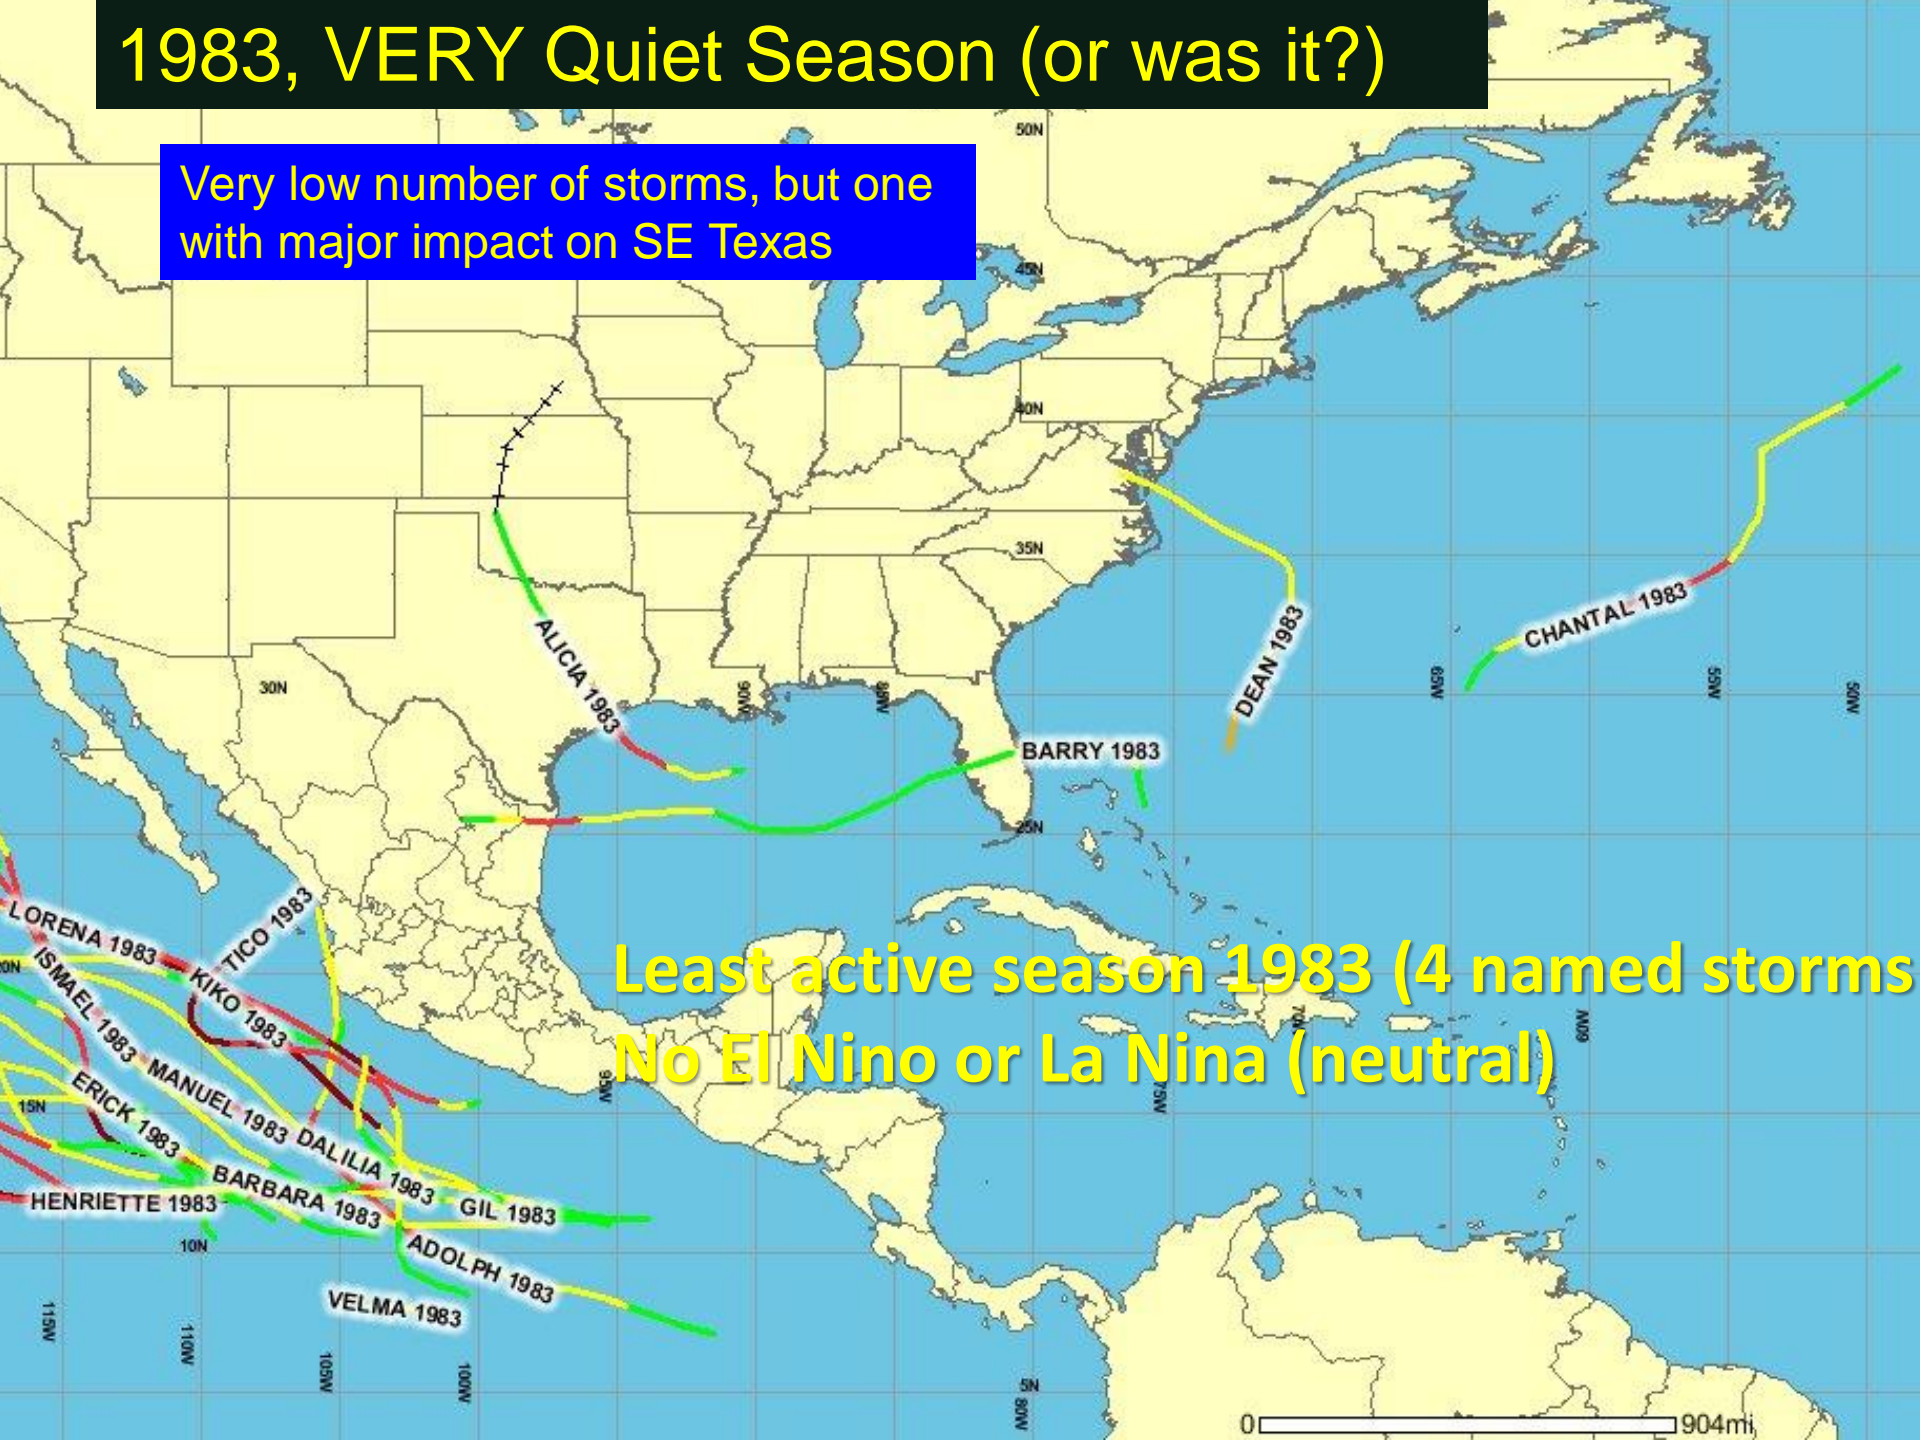 1983, VERY Quiet Season (or was it?)
Very low number of storms, but one
with major impact on SE Texas
50N
45N
40N
35N
30N
ALICIA 1983
DEAN 1983
CHANTAL 1983
90W
65W
55W
50W
BARRY 1983
25N
LORENA 1983
TICO 1983
Least active season 1983 (4 named storms
ISMAEL 1983
KIKO 1983
70W
60W
No El Nino or La Nina (neutral)
MANUEL 1983
95W
75W
ERICK 1983
15N
DALILIA 1983
BARBARA 1983
HENRIETTE 1983
GIL 1983
10N
ADOLPH 1983
VELMA 1983
115W
110W
105W
100W
5N
80W
0
904mi